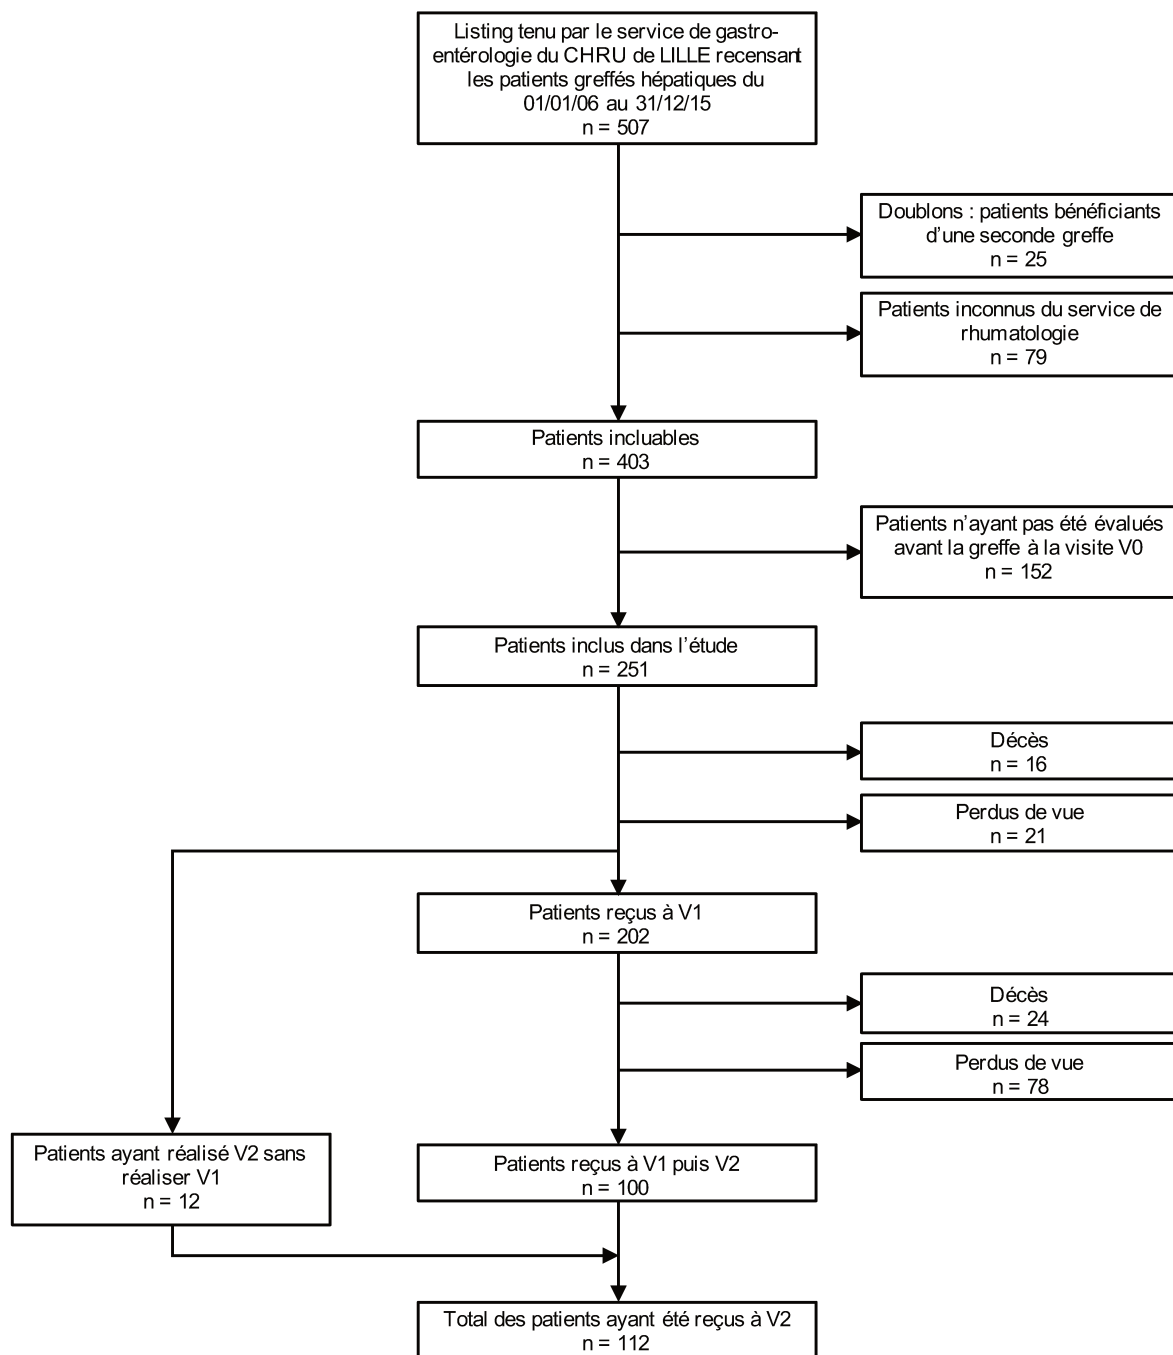 Listing tenu par le service de gastro-
entérologie du CHRU de LILLE recensant
les patients greffés hépatiques du
01/01/06 au 31/12/15
n = 507
Doublons : patients bénéficiants
d'une seconde greffe
n = 25
Patients inconnus du service de
rhumatologie
n = 79
Patients incluables
n = 403
Patients n'ayant pas été évalués
avant la greffe à la visite V0
n = 152
Patients inclus dans l'étude
n = 251
Décès
n = 16
Perdus de vue
n = 21
Patients reçus à V1
n = 202
Décès
n = 24
Perdus de vue
n = 78
Patients ayant réalisé V2 sans
réaliser V1
n = 12
Patients reçus à V1 puis V2
n = 100
Total des patients ayant été reçus à V2
n = 112